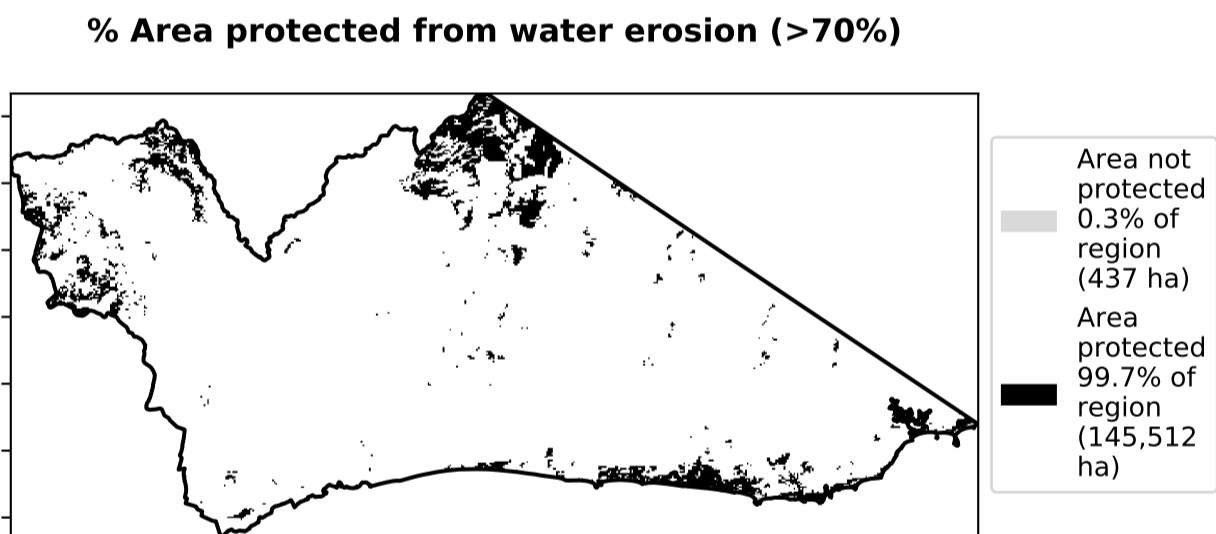 % Area protected from water erosion (>70%)
Area not
protected
0.3% of
region
(437 ha)
Area
protected
99.7% of
region
(145,512
ha)